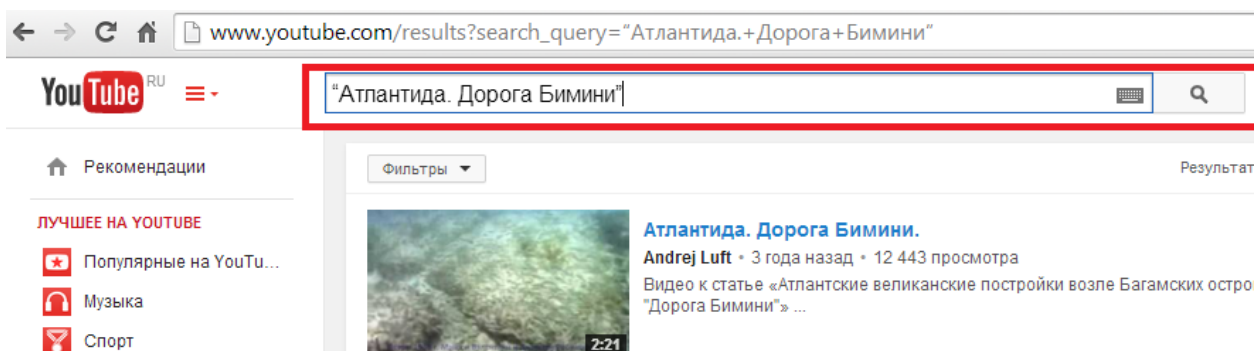 www.youtube.com/results?search_query=“Атлантида.+Дорога+Бимини”
YouTube RU
“Атлантида. Дорога Бимини”
Рекомендации
Фильтры
Результат
ЛУЧШЕЕ НА YOUTUBE
Популярные на YouTu...
Музыка
Спорт
Атлантида. Дорога Бимини.
Andrej Luft • 3 года назад • 12 443 просмотра
Видео к статье «Атлантские великанские постройки возле Багамских остро
"Дорога Бимини"» ...
2:21